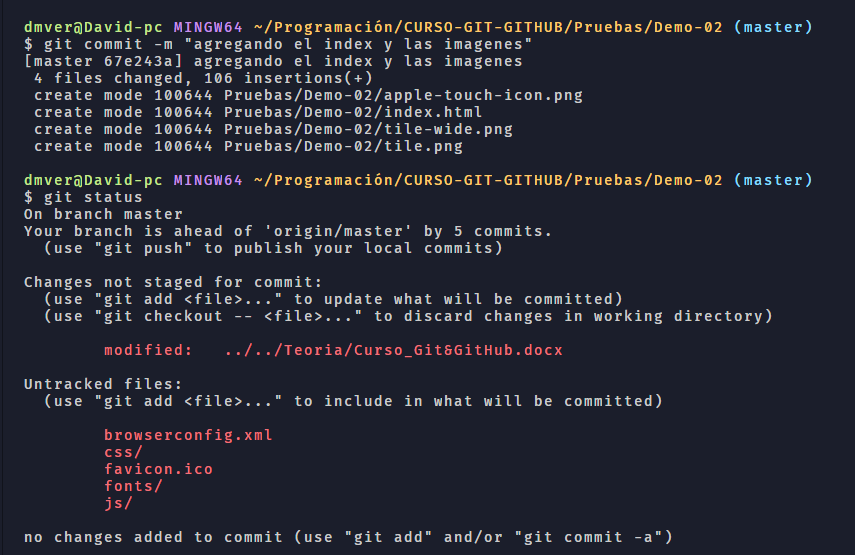 dmver@David-pc MINGW64 ~/Programación/CURSO-GIT-GITHUB/Pruebas/Demo-02 (master)
$ git commit -m "agregando el index y las imagenes"
[master 67e243a] agregando el index y las imagenes
 4 files changed, 106 insertions(+)
 create mode 100644 Pruebas/Demo-02/apple-touch-icon.png
 create mode 100644 Pruebas/Demo-02/index.html
 create mode 100644 Pruebas/Demo-02/tile-wide.png
 create mode 100644 Pruebas/Demo-02/tile.png
dmver@David-pc MINGW64 ~/Programación/CURSO-GIT-GITHUB/Pruebas/Demo-02 (master)
$ git status
On branch master
Your branch is ahead of 'origin/master' by 5 commits.
  (use "git push" to publish your local commits)
Changes not staged for commit:
  (use "git add <file>..." to update what will be committed)
  (use "git checkout -- <file>..." to discard changes in working directory)
        modified:   ../../Teoria/Curso_Git&GitHub.docx
Untracked files:
  (use "git add <file>..." to include in what will be committed)
        browserconfig.xml
        css/
        favicon.ico
        fonts/
        js/
no changes added to commit (use "git add" and/or "git commit -a")